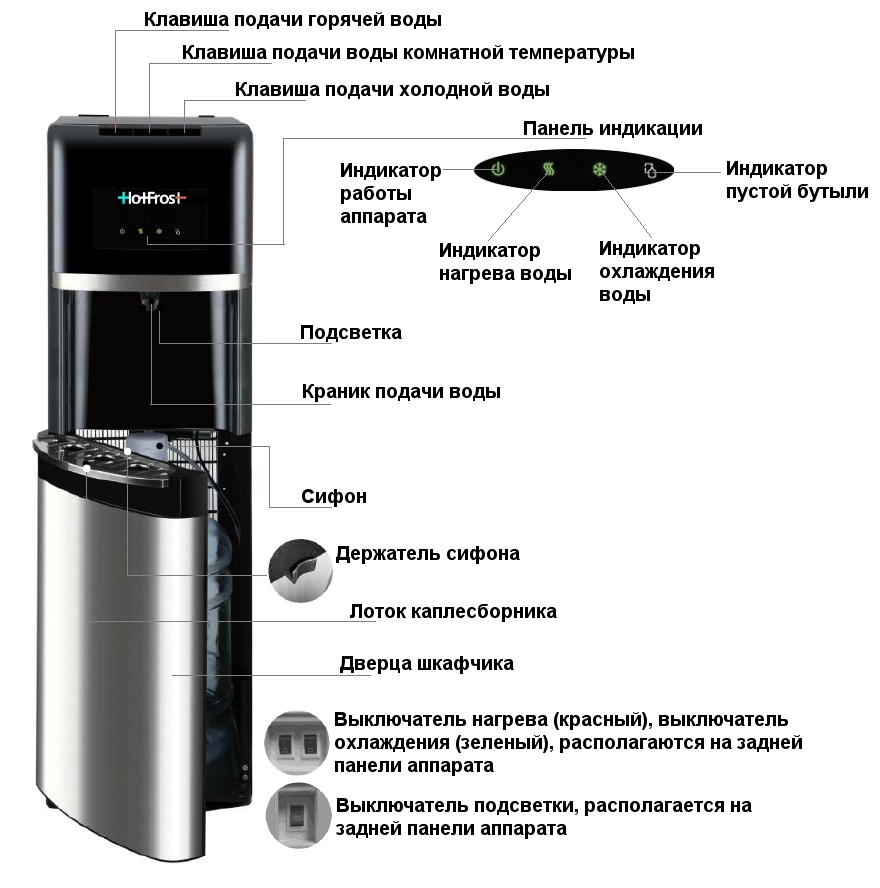 Клавиша подачи горячей воды
Клавиша подачи воды комнатной температуры
Клавиша подачи холодной воды
Панель индикации
Индикатор
работы
аппарата
Индикатор
пустой бутыли
Индикатор
нагрева воды
Индикатор
охлаждения
воды
HotFrost
Подсветка
Краник подачи воды
Сифон
Держатель сифона
Лоток каплесборника
Дверца шкафчика
Выключатель нагрева (красный), выключатель
охлаждения (зеленый), располагаются на задней
панели аппарата
Выключатель подсветки, располагается на
задней панели аппарата